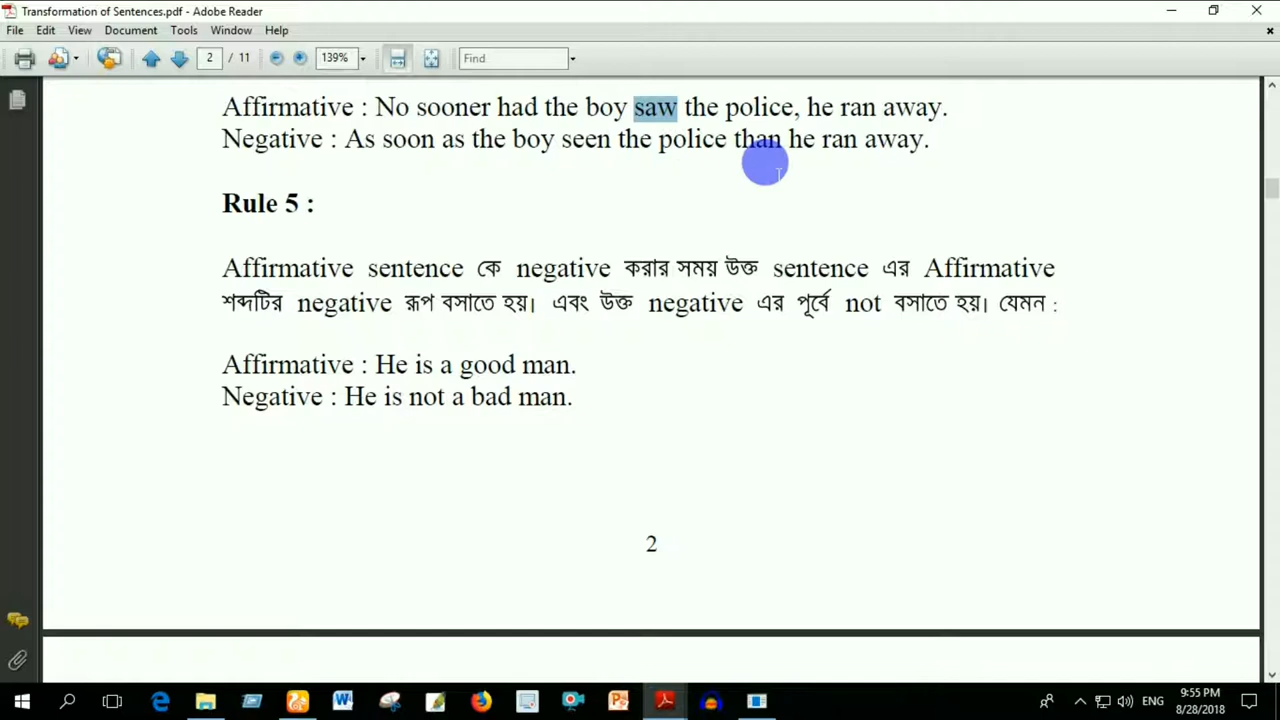 Transformation of Sentences.pdf - Adobe Reader
File Edit View Document Tools Window Help
2 / 11 139% Find
Affirmative : No sooner had the boy saw the police, he ran away.
Negative : As soon as the boy seen the police than he ran away.
Rule 5 :
Affirmative sentence কে negative করার সময় উক্ত sentence এর Affirmative
শব্দটির negative রূপ বসাতে হয়। এবং উক্ত negative এর পূর্বে not বসাতে হয়। যেমন :
Affirmative : He is a good man.
Negative : He is not a bad man.
2
ENG
9:55 PM
8/28/2018